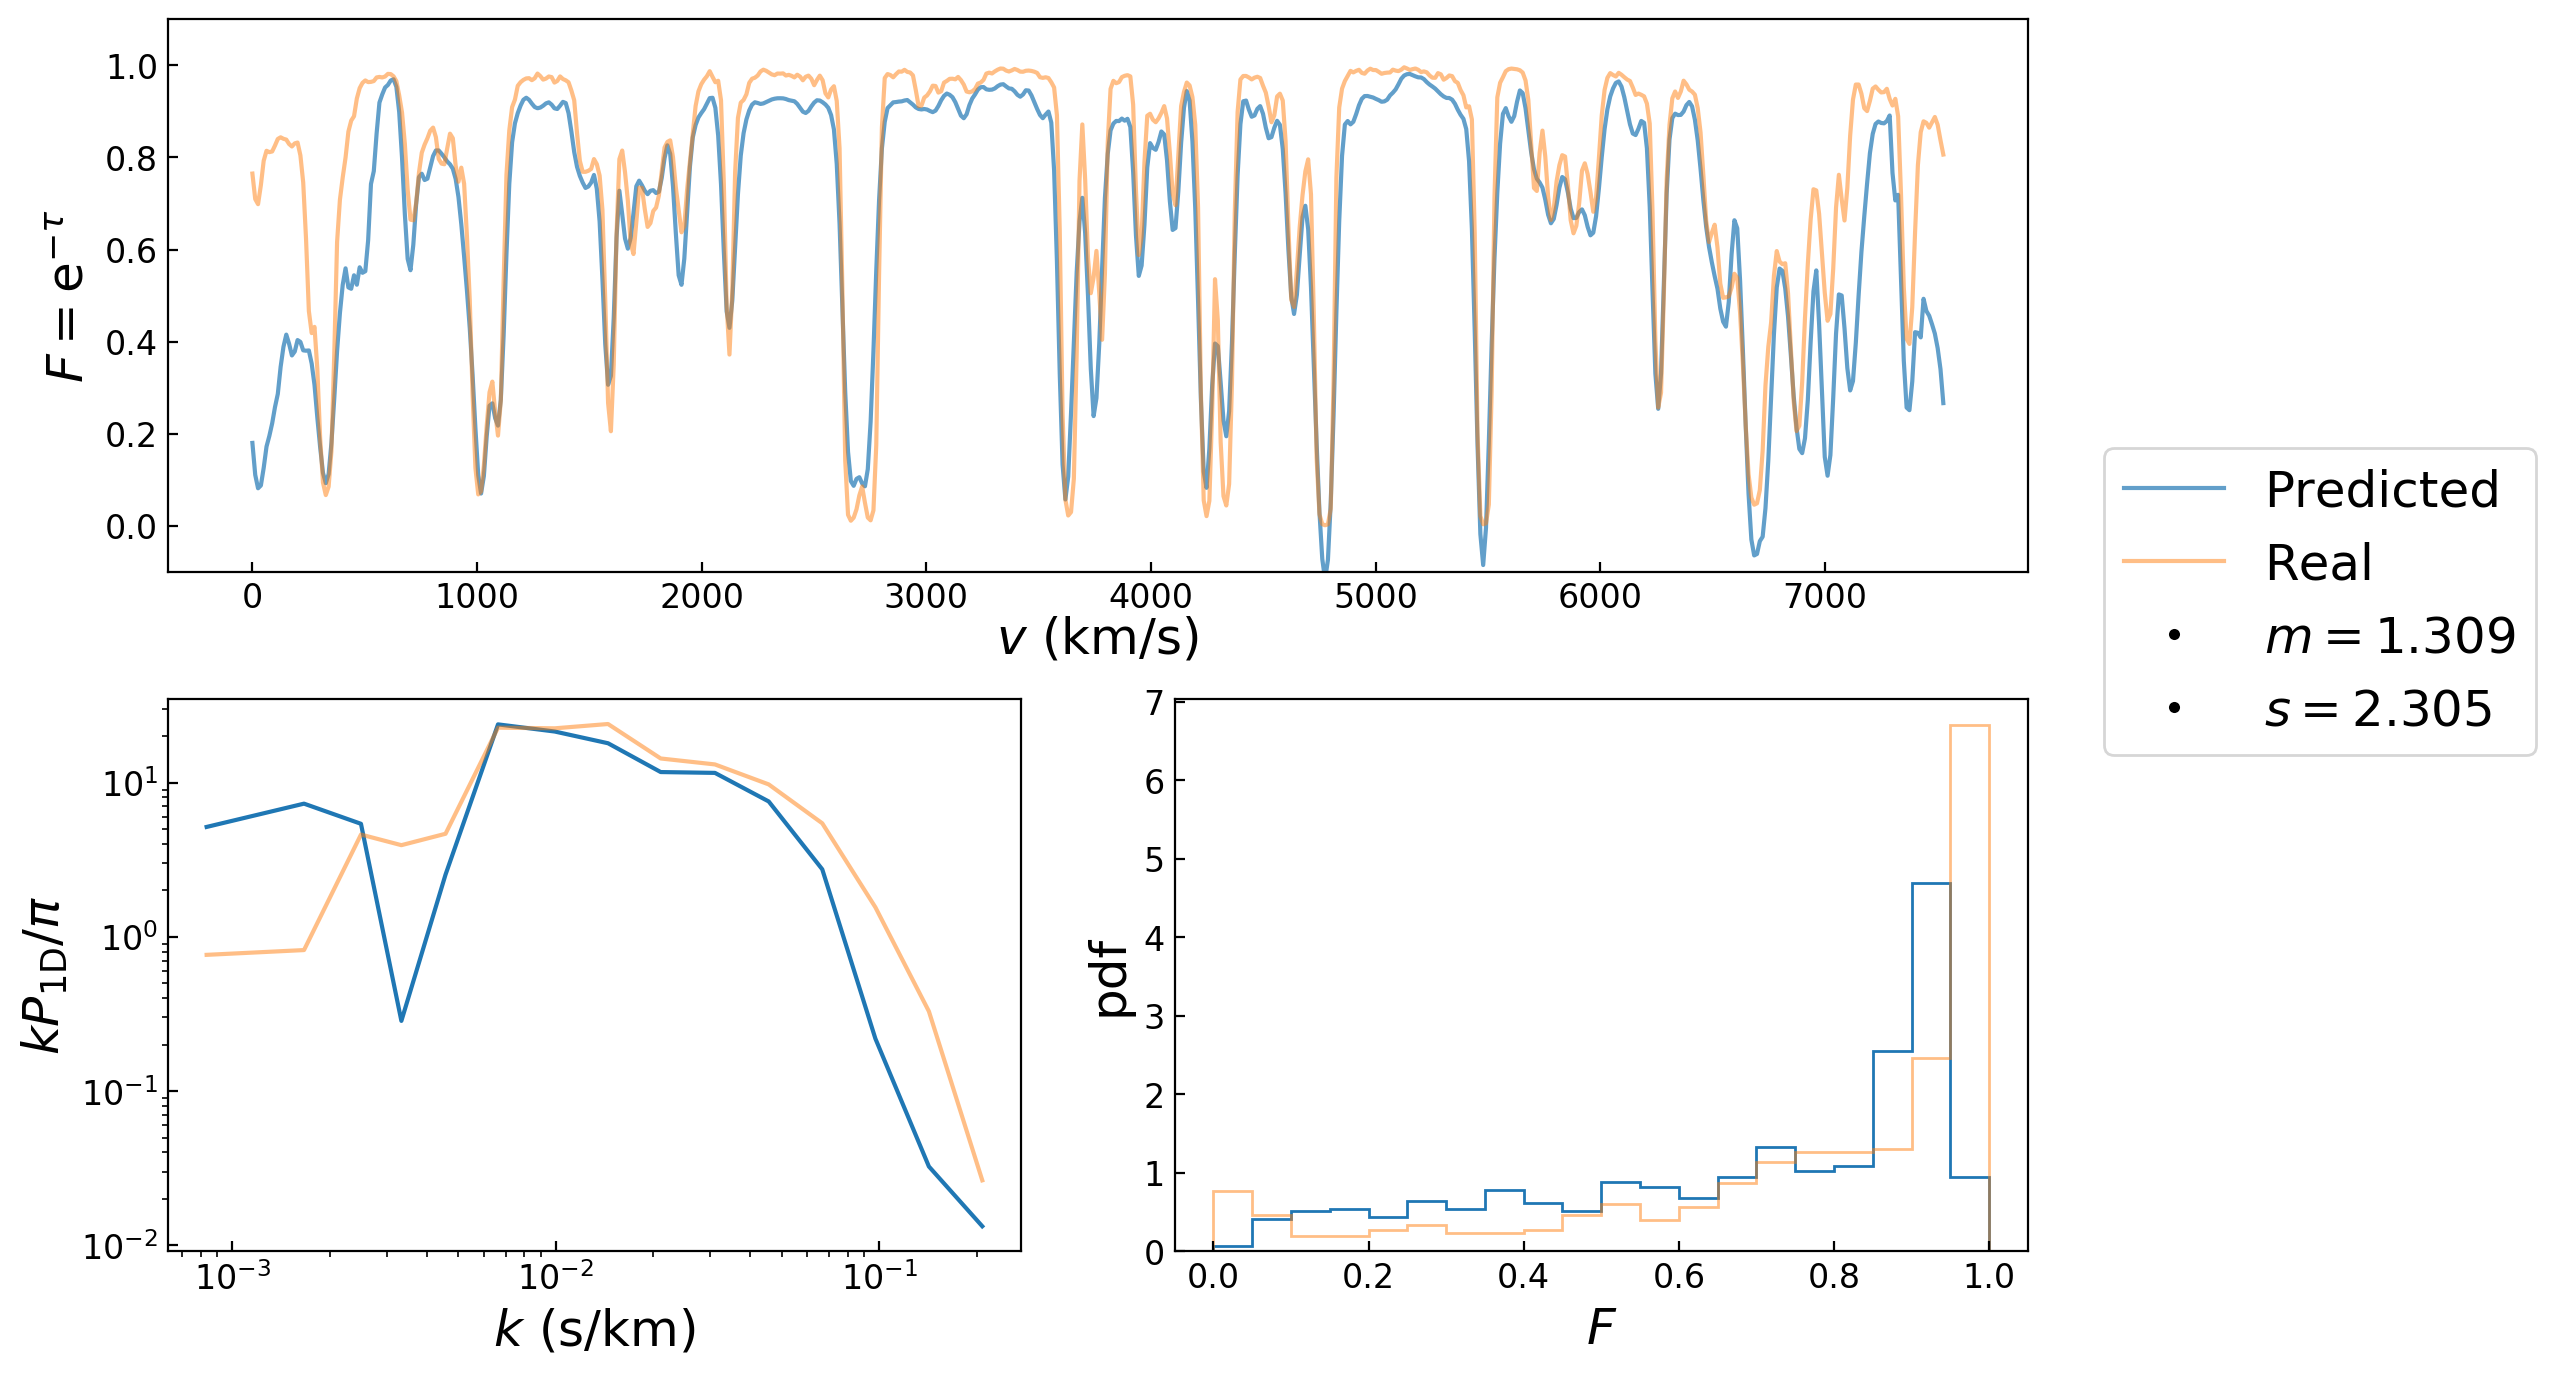 F = e^{−τ}
1.0
0.8
0.6
0.4
0.2
0.0
0 1000 2000 3000 4000 5000 6000 7000
v (km/s)
Predicted
Real
m = 1.309
s = 2.305
kP_{1D}/π
10^1
10^0
10^{−1}
10^{−2}
10^{−3} 10^{−2} 10^{−1}
k (s/km)
pdf
7
6
5
4
3
2
1
0
0.0 0.2 0.4 0.6 0.8 1.0
F